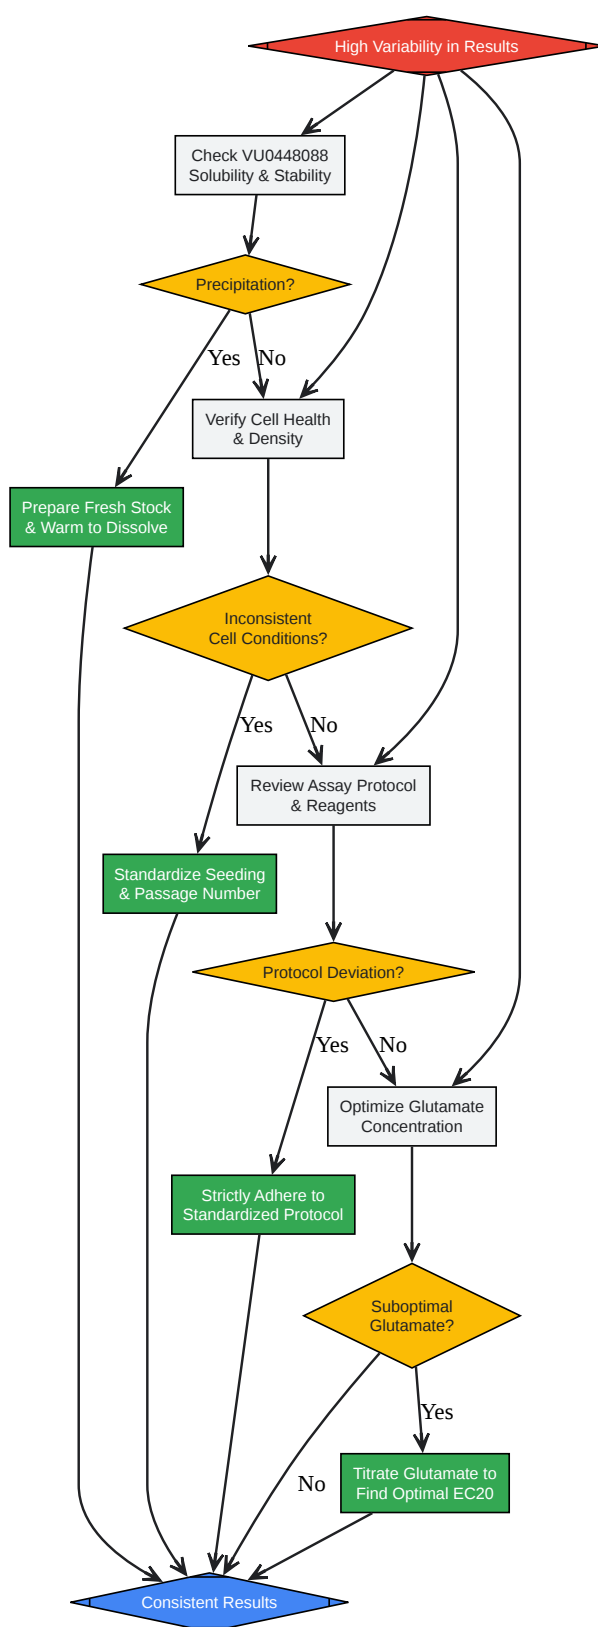 High Variability in Results
Check VU0448088
Solubility & Stability
Precipitation?
Yes
No
Verify Cell Health
& Density
Prepare Fresh Stock
& Warm to Dissolve
Inconsistent
Cell Conditions?
Yes
No
Review Assay Protocol
& Reagents
Standardize Seeding
& Passage Number
Protocol Deviation?
Yes
No
Optimize Glutamate
Concentration
Strictly Adhere to
Standardized Protocol
Suboptimal
Glutamate?
Yes
No
Titrate Glutamate to
Find Optimal EC20
Consistent Results